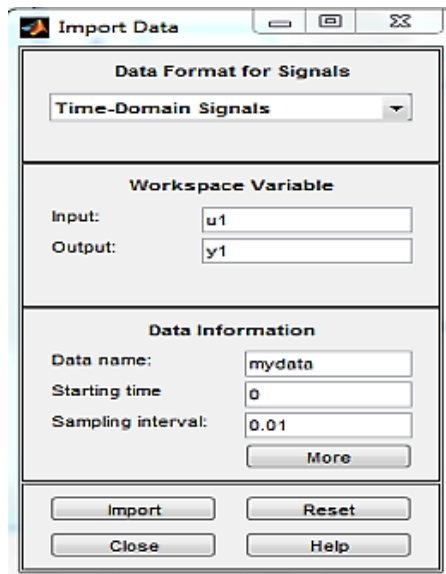 Import Data
Data Format for Signals
Time-Domain Signals
Workspace Variable
Input: u1
Output: y1
Data Information
Data name: mydata
Starting time 0
Sampling interval: 0.01
More
Import Reset
Close Help